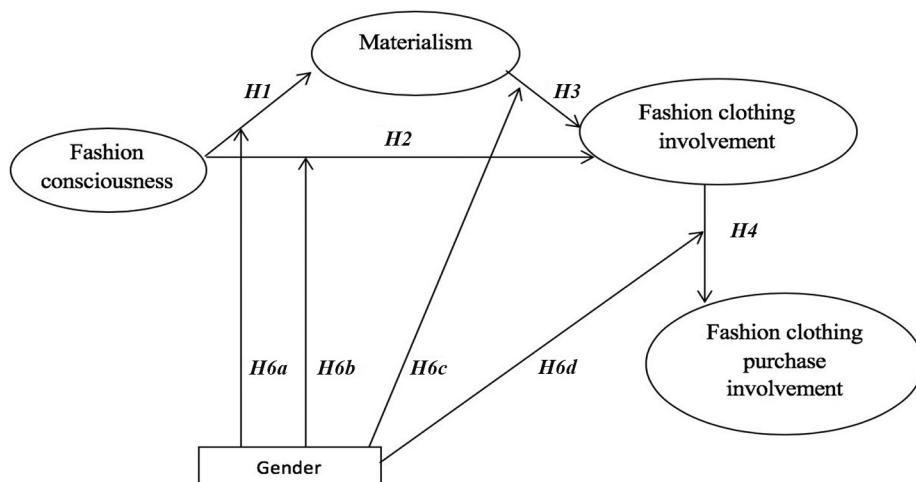 Materialism
H1
H3
Fashion clothing
involvement
H2
Fashion
consciousness
H4
Fashion clothing
purchase
involvement
H6a
H6b
H6c
H6d
Gender